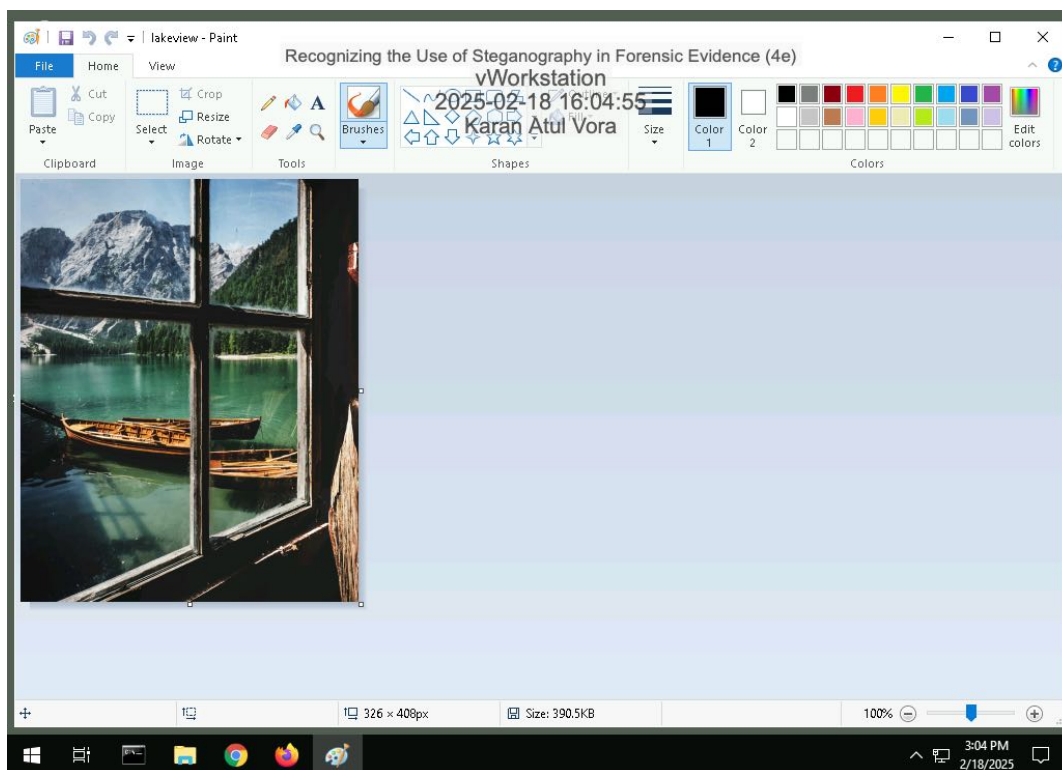 lakeview - Paint
Recognizing the Use of Steganography in Forensic Evidence (4e)
vWorkstation
2025-02-18 16:04:55
Karan Atul Vora
File Home View
Cut
Copy
Paste
Crop
Resize
Rotate
Select
A
Brushes
Outline
Fill
Size
Color 1
Color 2
Edit colors
Clipboard Image Tools Shapes Colors
326 × 408px
Size: 390.5KB
100%
3:04 PM
2/18/2025